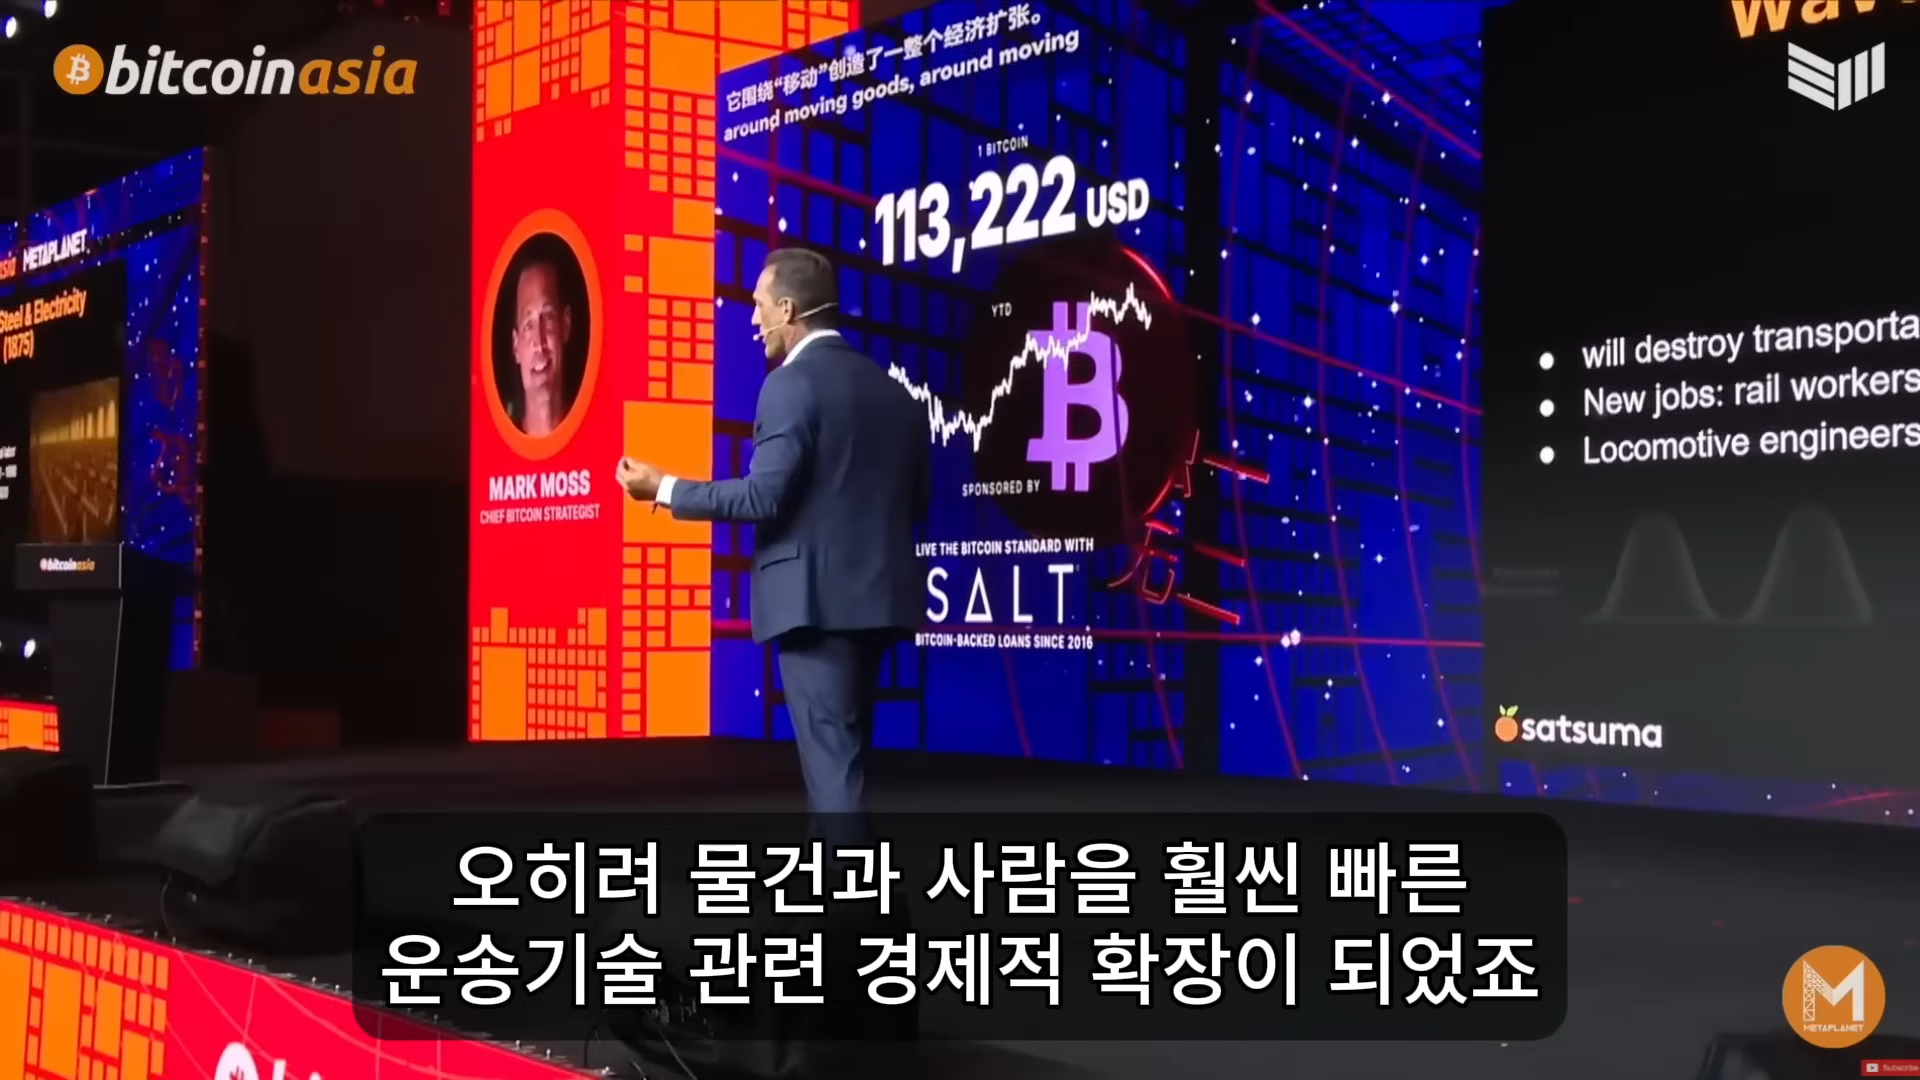 bitcoinasia
METAPLANET
Steel & Electricity
(1875)
@bitcoinasia
MARK MOSS
CHIEF BITCOIN STRATEGIST
它围绕“移动”创造了一整个经济扩张。
around moving goods, around moving
1 BITCOIN
113,222 USD
YTD
SPONSORED BY
LIVE THE BITCOIN STANDARD WITH
SALT
BITCOIN-BACKED LOANS SINCE 2016
will destroy transporta
New jobs: rail workers
Locomotive engineers
satsuma
오히려 물건과 사람을 훨씬 빠른
운송기술 관련 경제적 확장이 되었죠
METAPLANET
Subscribe